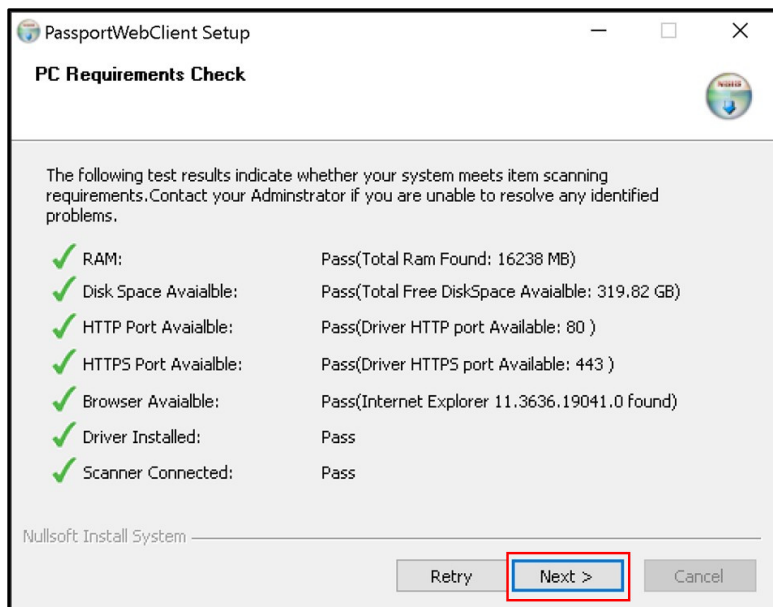 PassportWebClient Setup
PC Requirements Check
The following test results indicate whether your system meets item scanning
requirements.Contact your Adminstrator if you are unable to resolve any identified
problems.
RAM: Pass(Total Ram Found: 16238 MB)
Disk Space Avaialble: Pass(Total Free DiskSpace Avaialble: 319.82 GB)
HTTP Port Avaialble: Pass(Driver HTTP port Available: 80 )
HTTPS Port Avaialble: Pass(Driver HTTPS port Available: 443 )
Browser Avaialble: Pass(Internet Explorer 11.3636.19041.0 found)
Driver Installed: Pass
Scanner Connected: Pass
Nullsoft Install System
Retry Next > Cancel